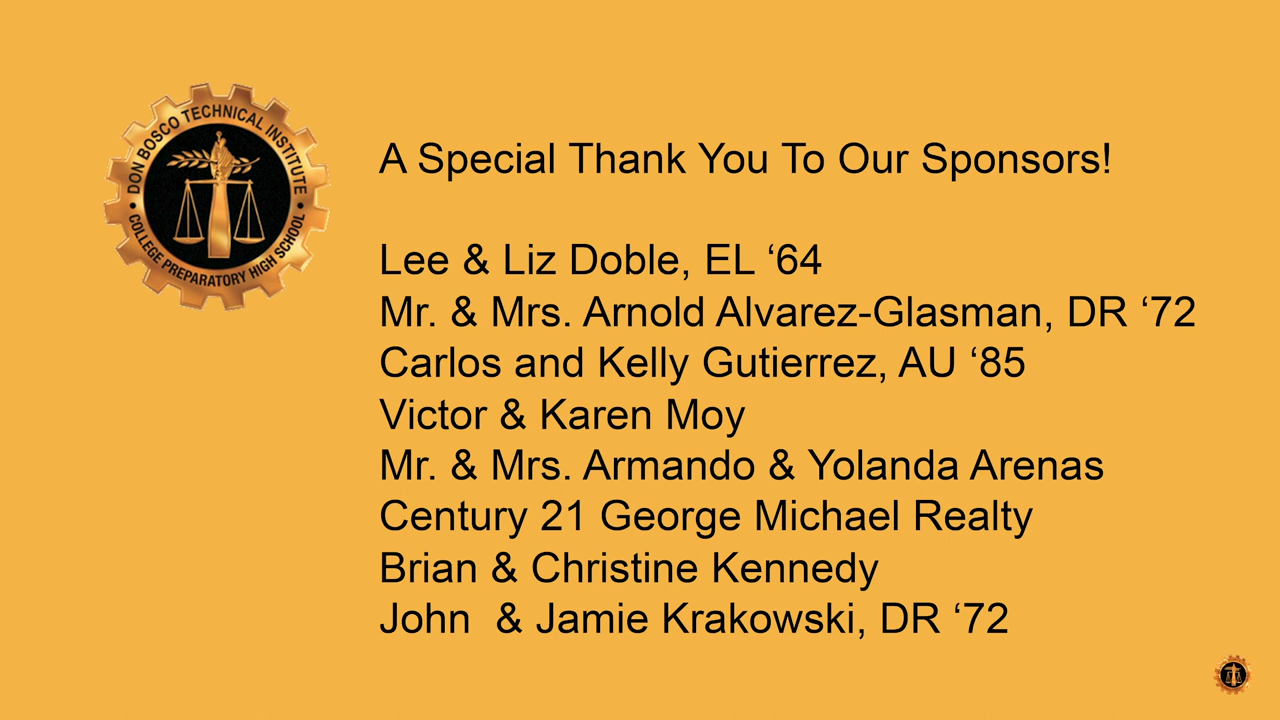 DON BOSCO TECHNICAL INSTITUTE
COLLEGE PREPARATORY HIGH SCHOOL
A Special Thank You To Our Sponsors!
Lee & Liz Doble, EL ‘64
Mr. & Mrs. Arnold Alvarez-Glasman, DR ‘72
Carlos and Kelly Gutierrez, AU ‘85
Victor & Karen Moy
Mr. & Mrs. Armando & Yolanda Arenas
Century 21 George Michael Realty
Brian & Christine Kennedy
John  & Jamie Krakowski, DR ‘72